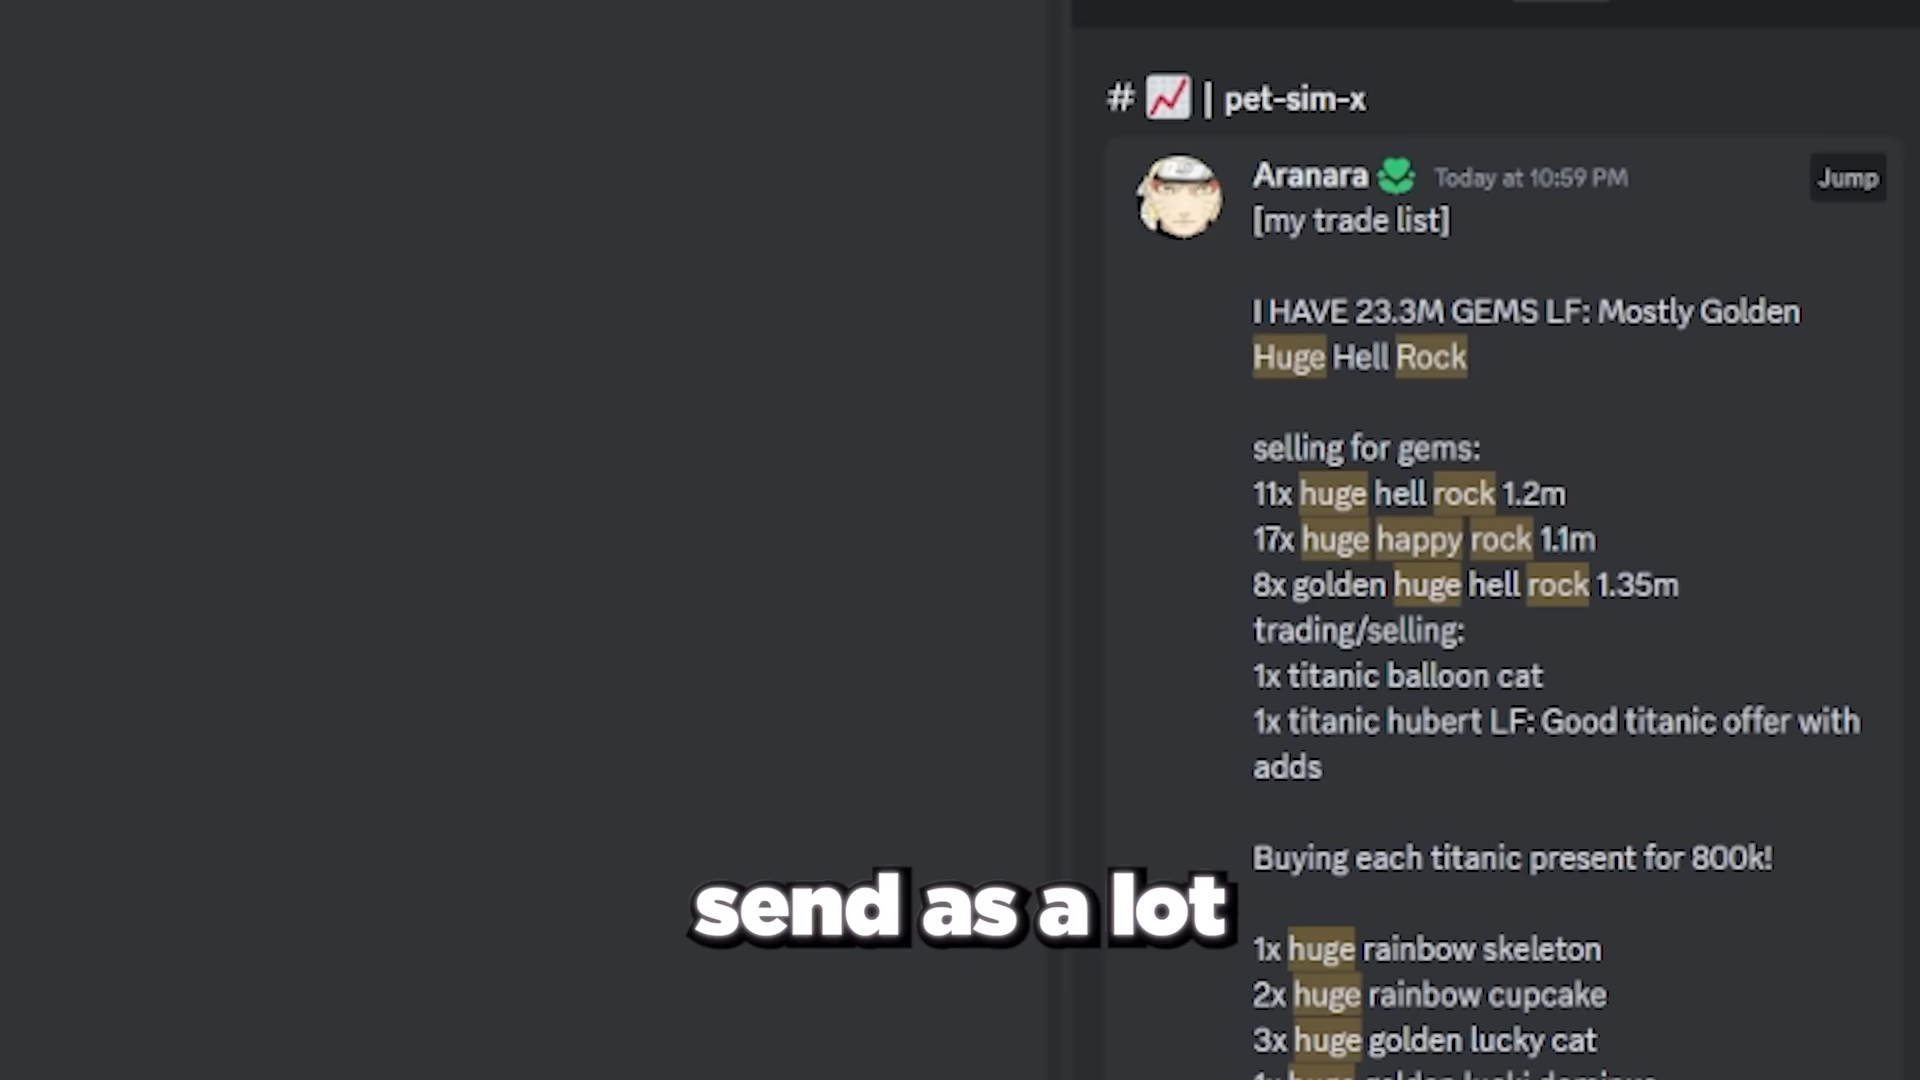 # | pet-sim-x
Aranara Today at 10:59 PM
Jump
[my trade list]
I HAVE 23.3M GEMS LF: Mostly Golden
Huge Hell Rock
selling for gems:
11x huge hell rock 1.2m
17x huge happy rock 1.1m
8x golden huge hell rock 1.35m
trading/selling:
1x titanic balloon cat
1x titanic hubert LF: Good titanic offer with
adds
Buying each titanic present for 800k!
send as a lot
1x huge rainbow skeleton
2x huge rainbow cupcake
3x huge golden lucky cat